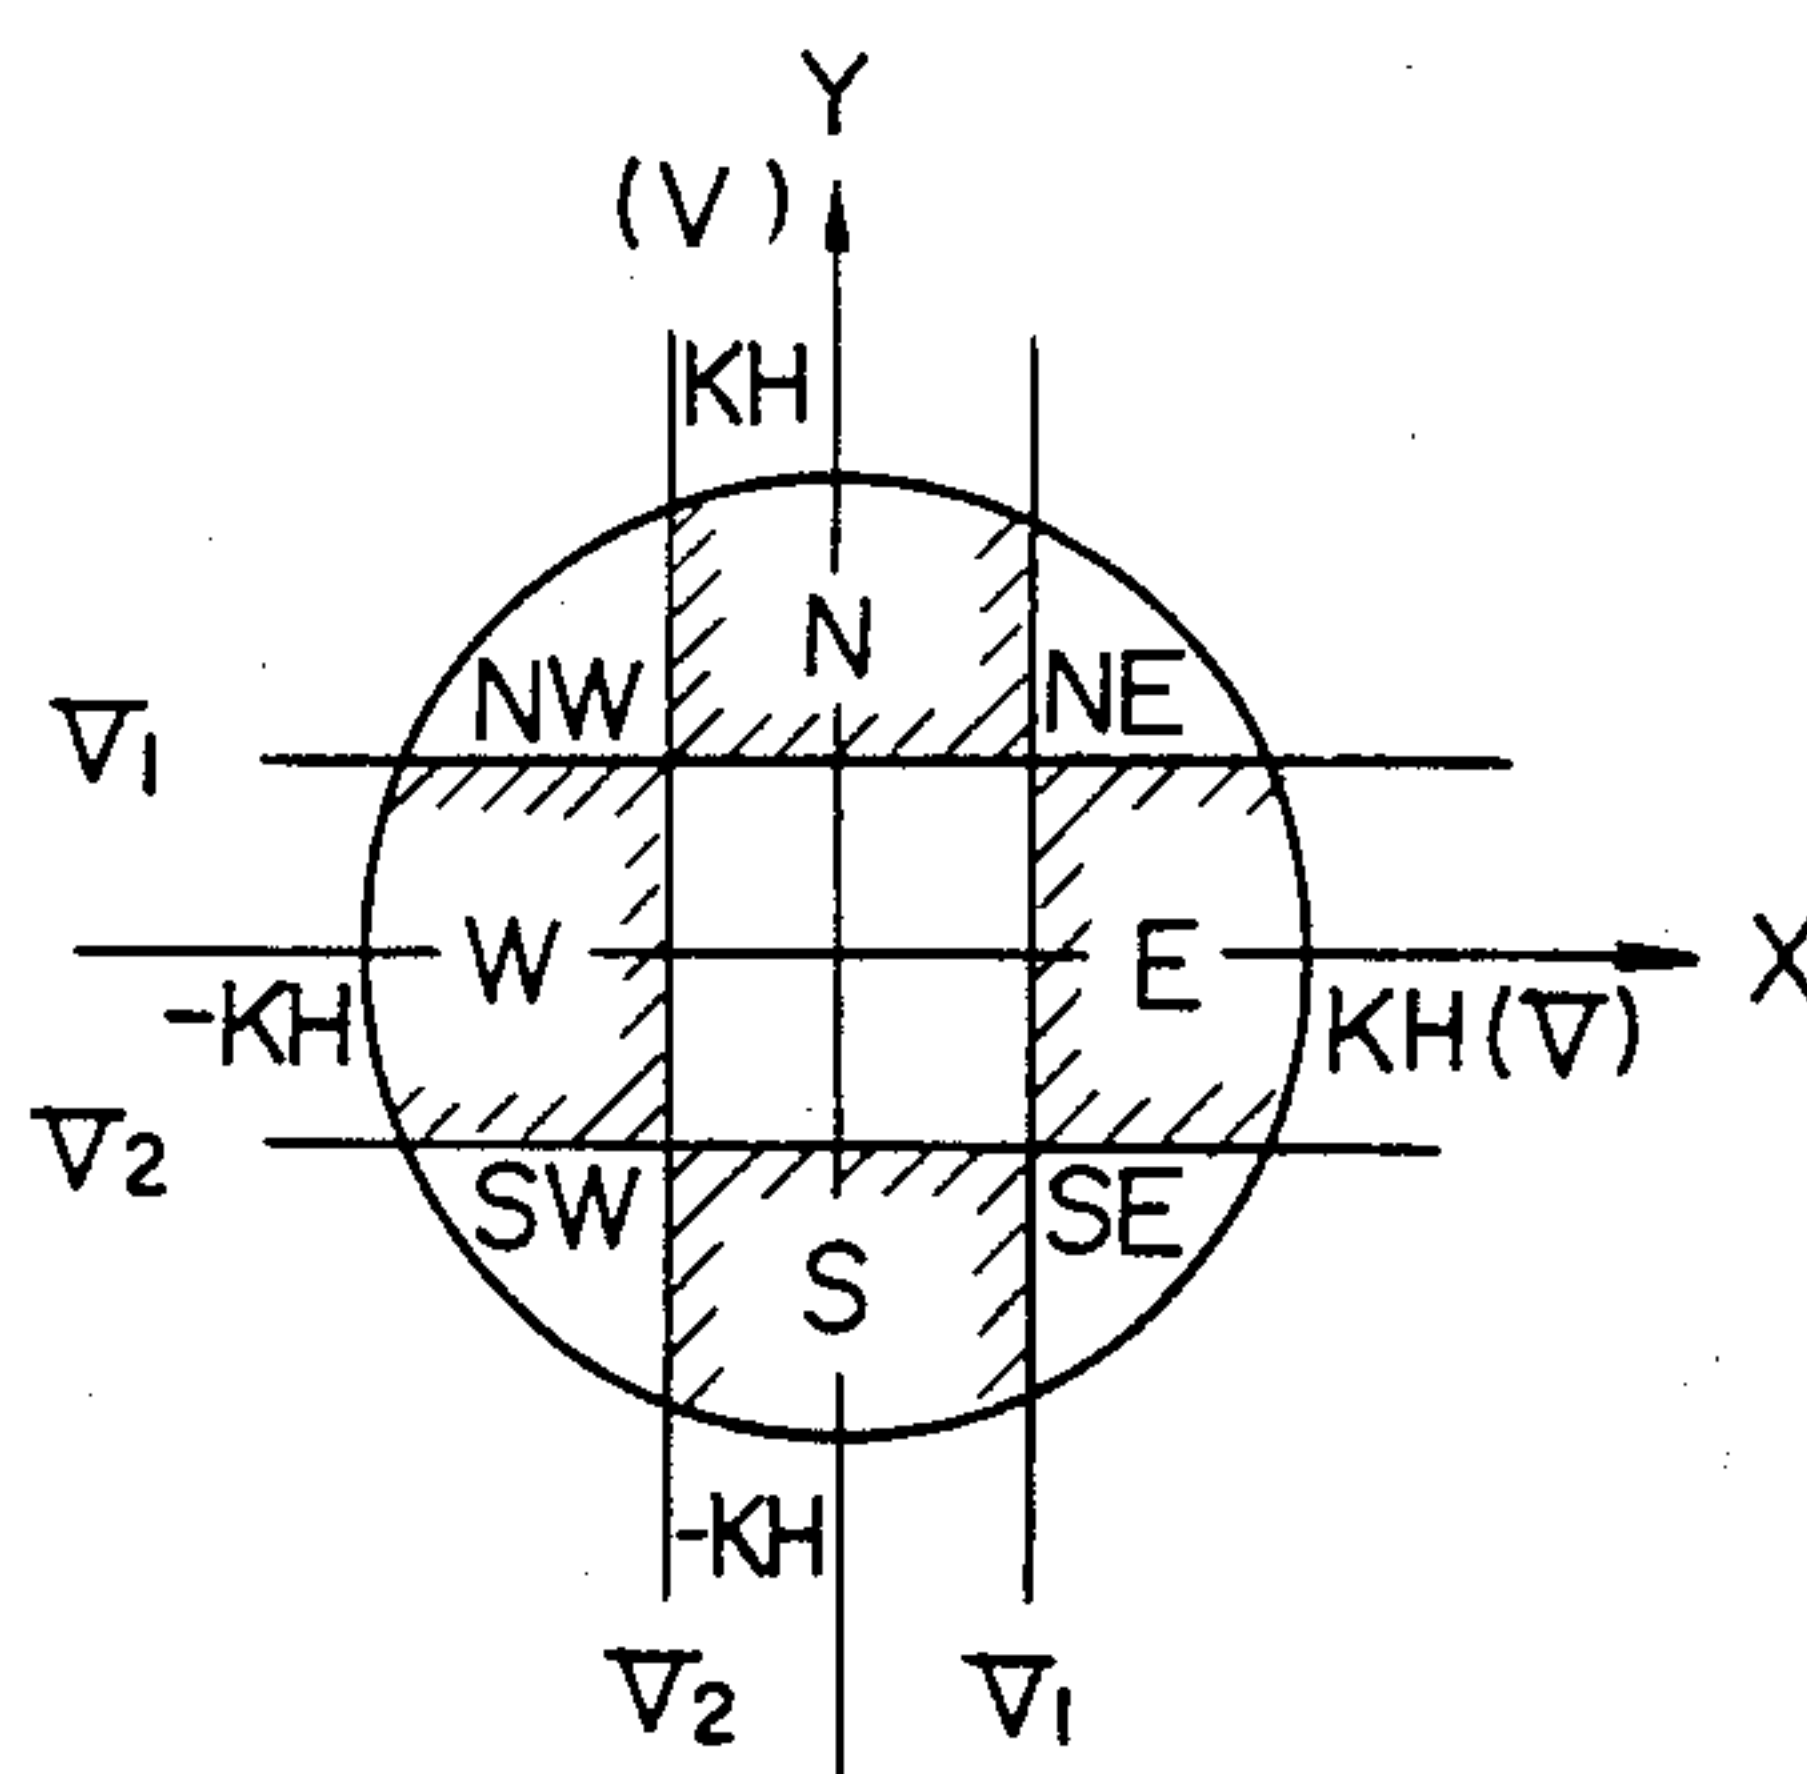 Y
(V)
KH
N
NW NE
V̅1
W E X
-KH KH(V̅)
V̅2
SW SE
S
-KH
V̅2 V̅1